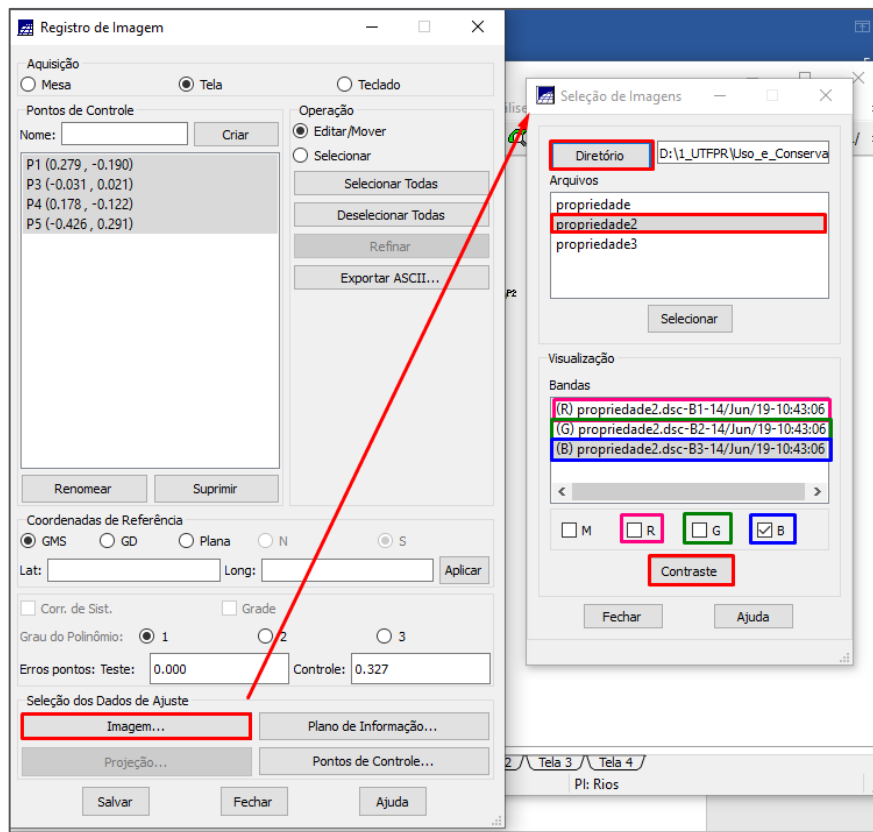 Registro de Imagem
Aquisição
Mesa Tela Teclado
Pontos de Controle
Nome: Criar
P1 (0.279 , -0.190)
P3 (-0.031 , 0.021)
P4 (0.178 , -0.122)
P5 (-0.426 , 0.291)
Renomear Suprimir
Operação
Editar/Mover
Selecionar
Selecionar Todas
Deselecionar Todas
Refinar
Exportar ASCII...
Coordenadas de Referência
GMS GD Plana N S
Lat: Long: Aplicar
Corr. de Sist. Grade
Grau do Polinômio: 1 2 3
Erros pontos: Teste: 0.000 Controle: 0.327
Seleção dos Dados de Ajuste
Imagem... Plano de Informação...
Projeção... Pontos de Controle...
Salvar Fechar Ajuda
álise
P2
Seleção de Imagens
Diretório D:\1_UTFPR\Uso_e_Conserva
Arquivos
propriedade
propriedade2
propriedade3
Selecionar
Visualização
Bandas
(R) propriedade2.dsc-B1-14/Jun/19-10:43:06
(G) propriedade2.dsc-B2-14/Jun/19-10:43:06
(B) propriedade2.dsc-B3-14/Jun/19-10:43:06
M R G B
Contraste
Fechar Ajuda
2 Tela 3 Tela 4
PI: Rios